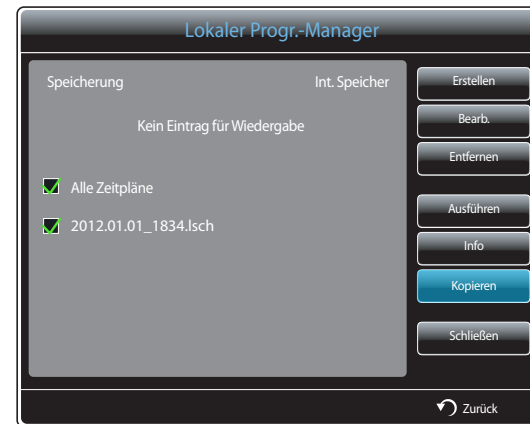 Lokaler Progr.-Manager
Speicherung Int. Speicher
Kein Eintrag für Wiedergabe
Alle Zeitpläne
2012.01.01_1834.lsch
Erstellen
Bearb.
Entfernen
Ausführen
Info
Kopieren
Schließen
Zurück